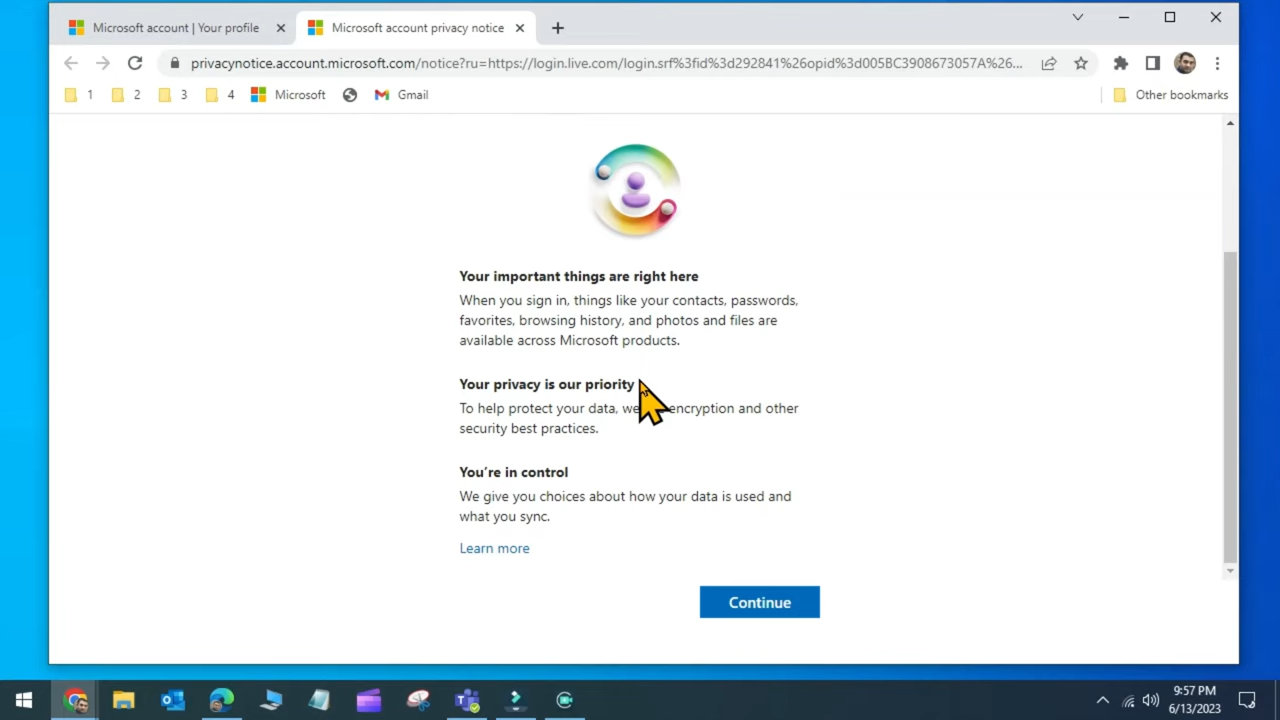 Microsoft account | Your profile
Microsoft account privacy notice
privacynotice.account.microsoft.com/notice?ru=https://login.live.com/login.srf%3fid%3d292841%26opid%3d005BC3908673057A%26...
1 2 3 4 Microsoft Gmail Other bookmarks
Your important things are right here
When you sign in, things like your contacts, passwords,
favorites, browsing history, and photos and files are
available across Microsoft products.
Your privacy is our priority
To help protect your data, we encryption and other
security best practices.
You're in control
We give you choices about how your data is used and
what you sync.
Learn more
Continue
9:57 PM
6/13/2023